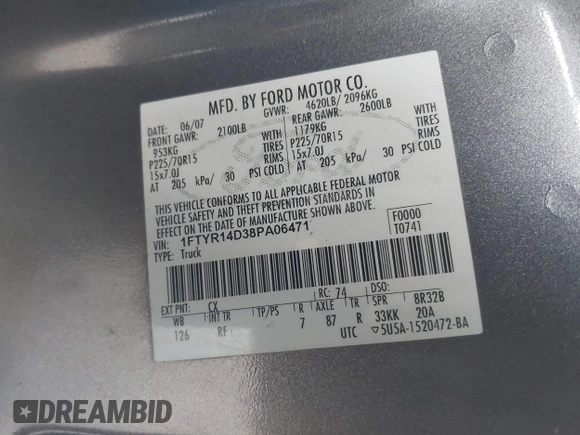 MFD. BY FORD MOTOR CO.
DATE: 06/07 GVWR: 4620LB/ 2096KG
FRONT GAWR: 2100LB REAR GAWR: 2600LB
953KG WITH 1179KG WITH
P225/70R15 TIRES P225/70R15 TIRES
15x7.0J RIMS 15x7.0J RIMS
AT 205 kPa/ 30 PSI COLD AT 205 kPa/ 30 PSI COLD
Ford
THIS VEHICLE CONFORMS TO ALL APPLICABLE FEDERAL MOTOR
VEHICLE SAFETY AND THEFT PREVENTION STANDARDS IN
EFFECT ON THE DATE OF MANUFACTURE SHOWN ABOVE.
VIN: 1FTYR14D38PA06471 F0000
TYPE: Truck T0741
EXT PNT: CX RC: 74 DSO:
WB INT TR TP/PS R AXLE TR SPR BR32B
126 RF 7 87 R 33KK 20A
UTC ▽5U5A-1520472-BA
DREAMBID